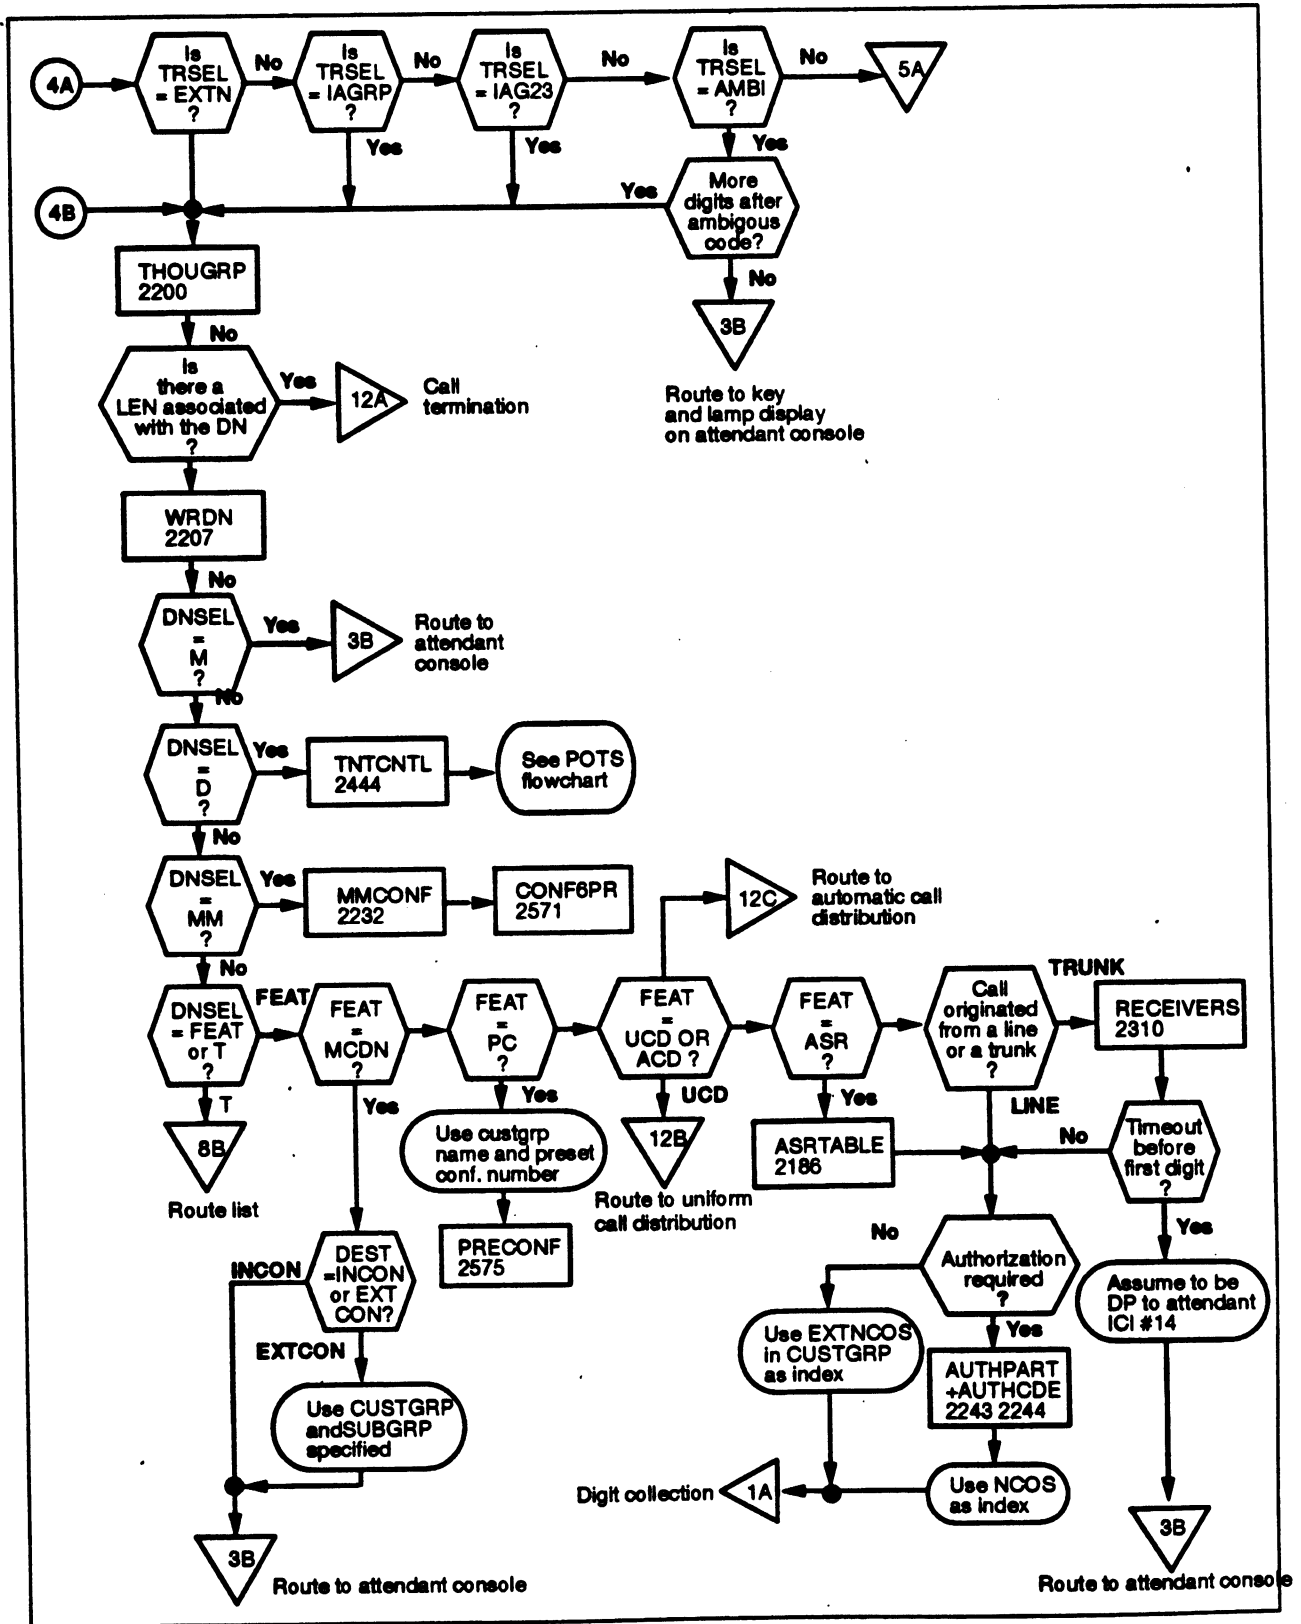 4A
Is
TRSEL
= EXTN
?
No
Is
TRSEL
= IAGRP
?
No
Is
TRSEL
= IAG23
?
No
Is
TRSEL
= AMBI
?
No
5A
Yes
Yes
Yes
4B
Yes
More
digits after
ambigous
code?
No
3B
Route to key
and lamp display
on attendant console
THOUGRP
2200
No
Is
there a
LEN associated
with the DN
?
Yes
12A
Call
termination
WRDN
2207
No
DNSEL
=
M
?
Yes
3B
Route to
attendant
console
No
DNSEL
=
D
?
Yes
TNTCNTL
2444
See POTS
flowchart
No
DNSEL
=
MM
?
Yes
MMCONF
2232
CONF6PR
2571
12C
Route to
automatic call
distribution
No
DNSEL
= FEAT
or T
?
FEAT
FEAT
=
MCDN
?
FEAT
=
PC
?
FEAT
=
UCD OR
ACD ?
FEAT
=
ASR
?
Call
originated
from a line
or a trunk
?
TRUNK
RECEIVERS
2310
T
8B
Route list
Yes
Yes
Use custgrp
name and preset
conf. number
PRECONF
2575
UCD
12B
Route to uniform
call distribution
Yes
ASRTABLE
2186
LINE
No
Timeout
before
first digit
?
Yes
Assume to be
DP to attendant
ICI #14
INCON
DEST
=INCON
or EXT
CON?
EXTCON
Use CUSTGRP
andSUBGRP
specified
No
Authorization
required
?
Yes
Use EXTNCOS
in CUSTGRP
as index
AUTHPART
+AUTHCDE
2243 2244
Use NCOS
as index
Digit collection
1A
3B
Route to attendant console
3B
Route to attendant console